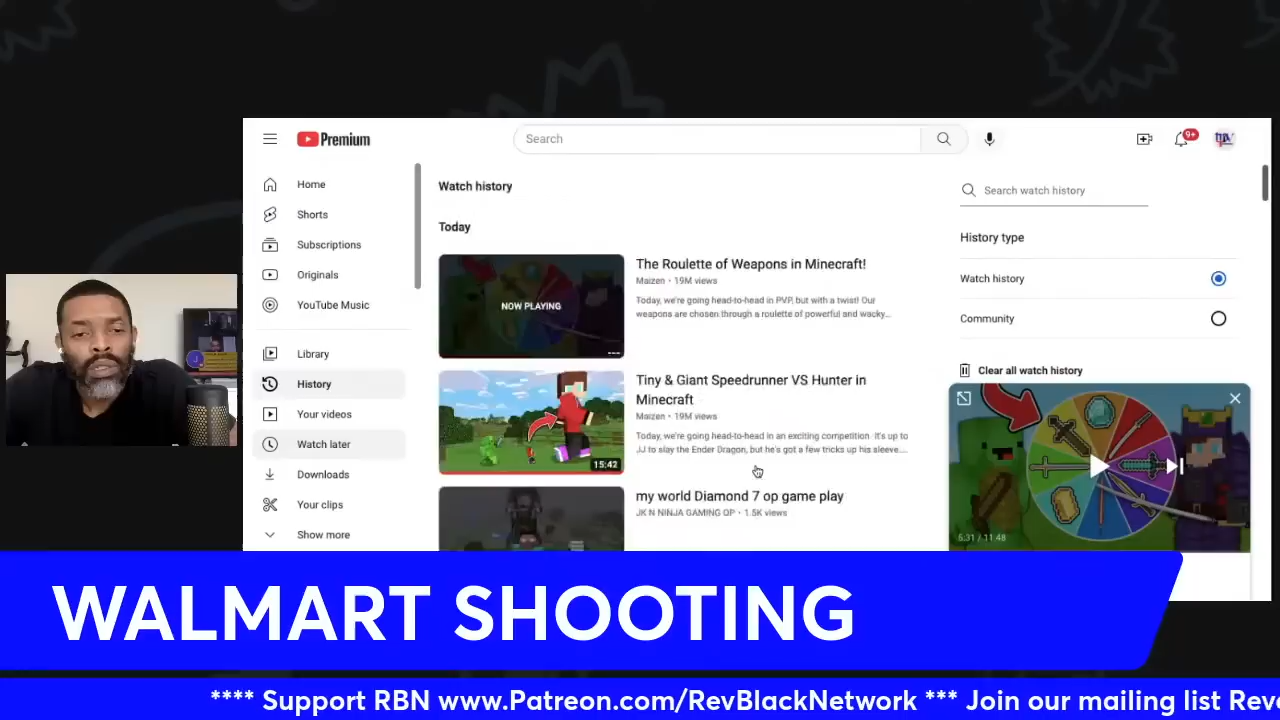 Premium
Search
9+
Home
Shorts
Subscriptions
Originals
YouTube Music
Library
History
Your videos
Watch later
Downloads
Your clips
Show more
Watch history
Today
NOW PLAYING
The Roulette of Weapons in Minecraft!
Maizen • 19M views
Today, we're going head-to-head in PVP, but with a twist! Our
weapons are chosen through a roulette of powerful and wacky...
15:42
Tiny & Giant Speedrunner VS Hunter in
Minecraft
Maizen • 19M views
Today, we're going head-to-head in an exciting competition. It's up to
JJ to slay the Ender Dragon, but he's got a few tricks up his sleeve....
my world Diamond 7 op game play
JK N NINJA GAMING OP • 1.5K views
Search watch history
History type
Watch history
Community
Clear all watch history
5:31 / 11:48
WALMART SHOOTING
**** Support RBN www.Patreon.com/RevBlackNetwork *** Join our mailing list Rev